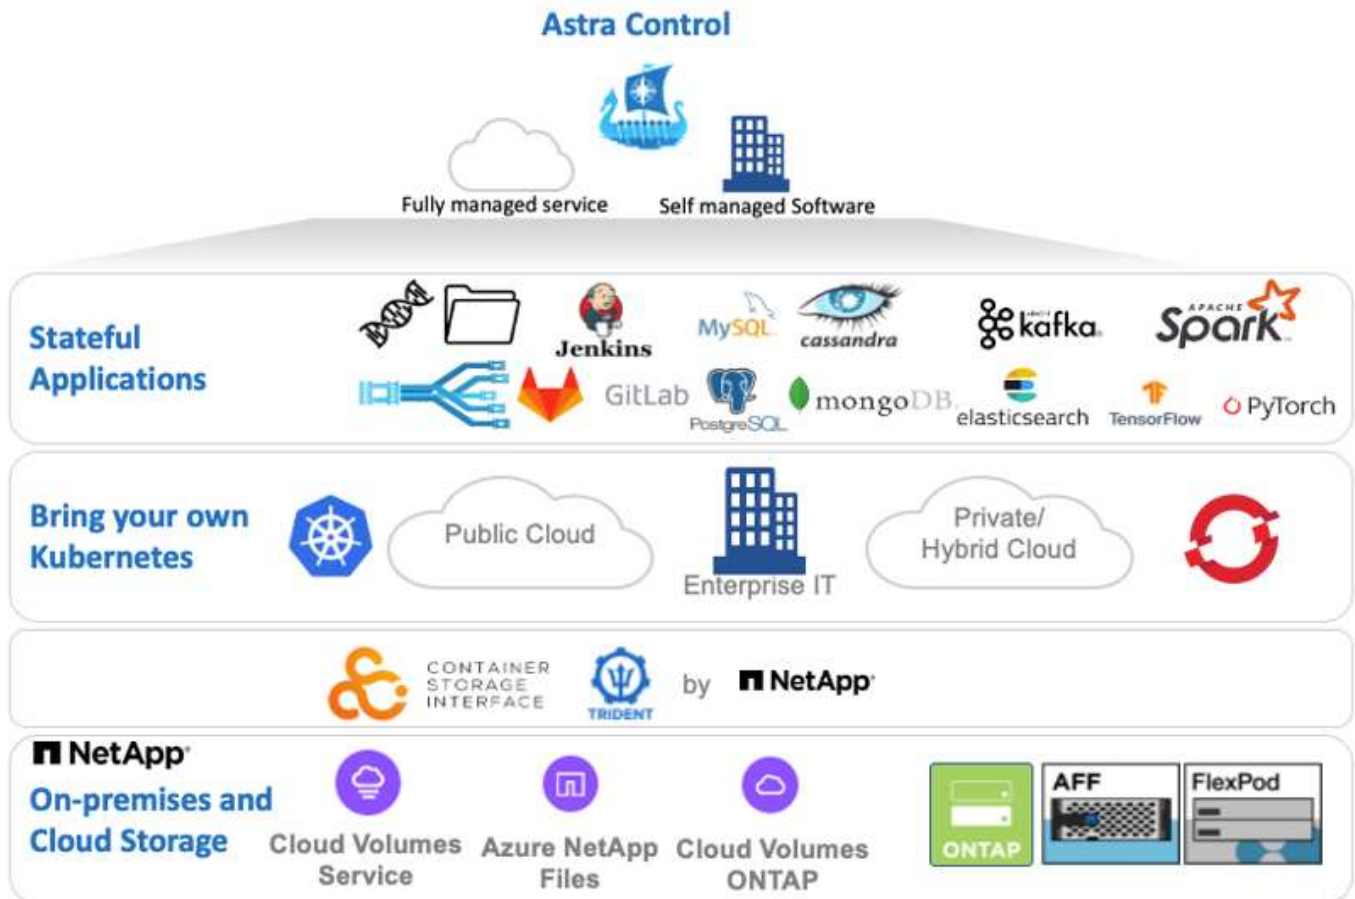 Astra Control
Fully managed service
Self managed Software
Stateful
Applications
Jenkins
MySQL
cassandra
kafka
APACHE
Spark
GitLab
PostgreSQL
mongoDB
elasticsearch
TensorFlow
PyTorch
Bring your own
Kubernetes
Public Cloud
Enterprise IT
Private/
Hybrid Cloud
CONTAINER
STORAGE
INTERFACE
TRIDENT
by
NetApp
NetApp
On-premises and
Cloud Storage
Cloud Volumes
Service
Azure NetApp
Files
Cloud Volumes
ONTAP
ONTAP
AFF
FlexPod